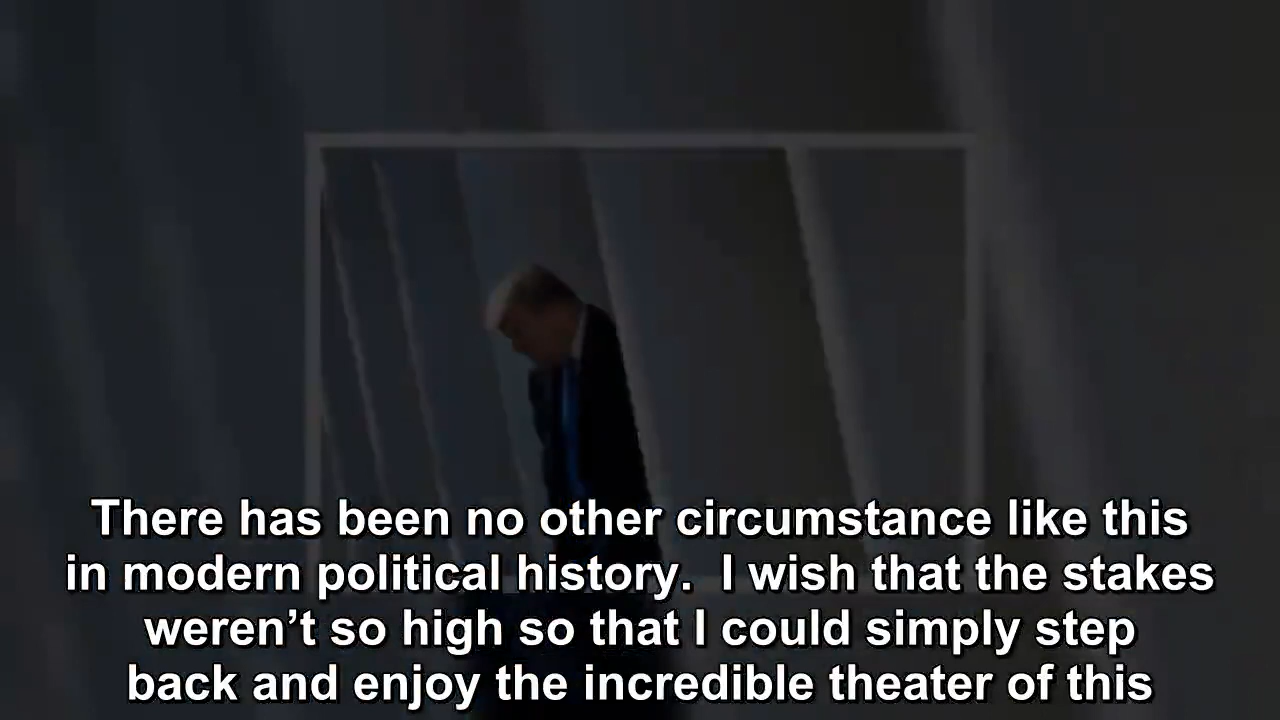 There has been no other circumstance like this
in modern political history.  I wish that the stakes
weren’t so high so that I could simply step
back and enjoy the incredible theater of this